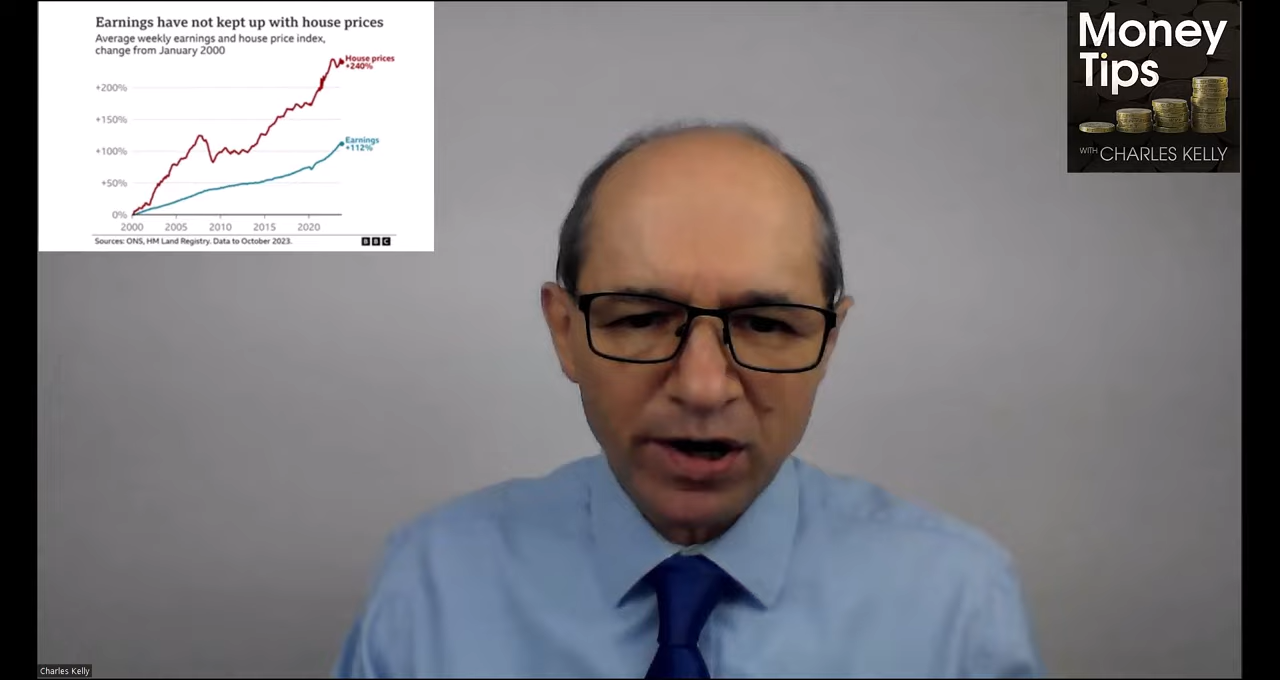 Earnings have not kept up with house prices
Average weekly earnings and house price index,
change from January 2000
House prices
+240%
+200%
+150%
Earnings
+112%
+100%
+50%
0%
2000 2005 2010 2015 2020
Sources: ONS, HM Land Registry. Data to October 2023.
BBC
Money
Tips
WITH CHARLES KELLY
Charles Kelly